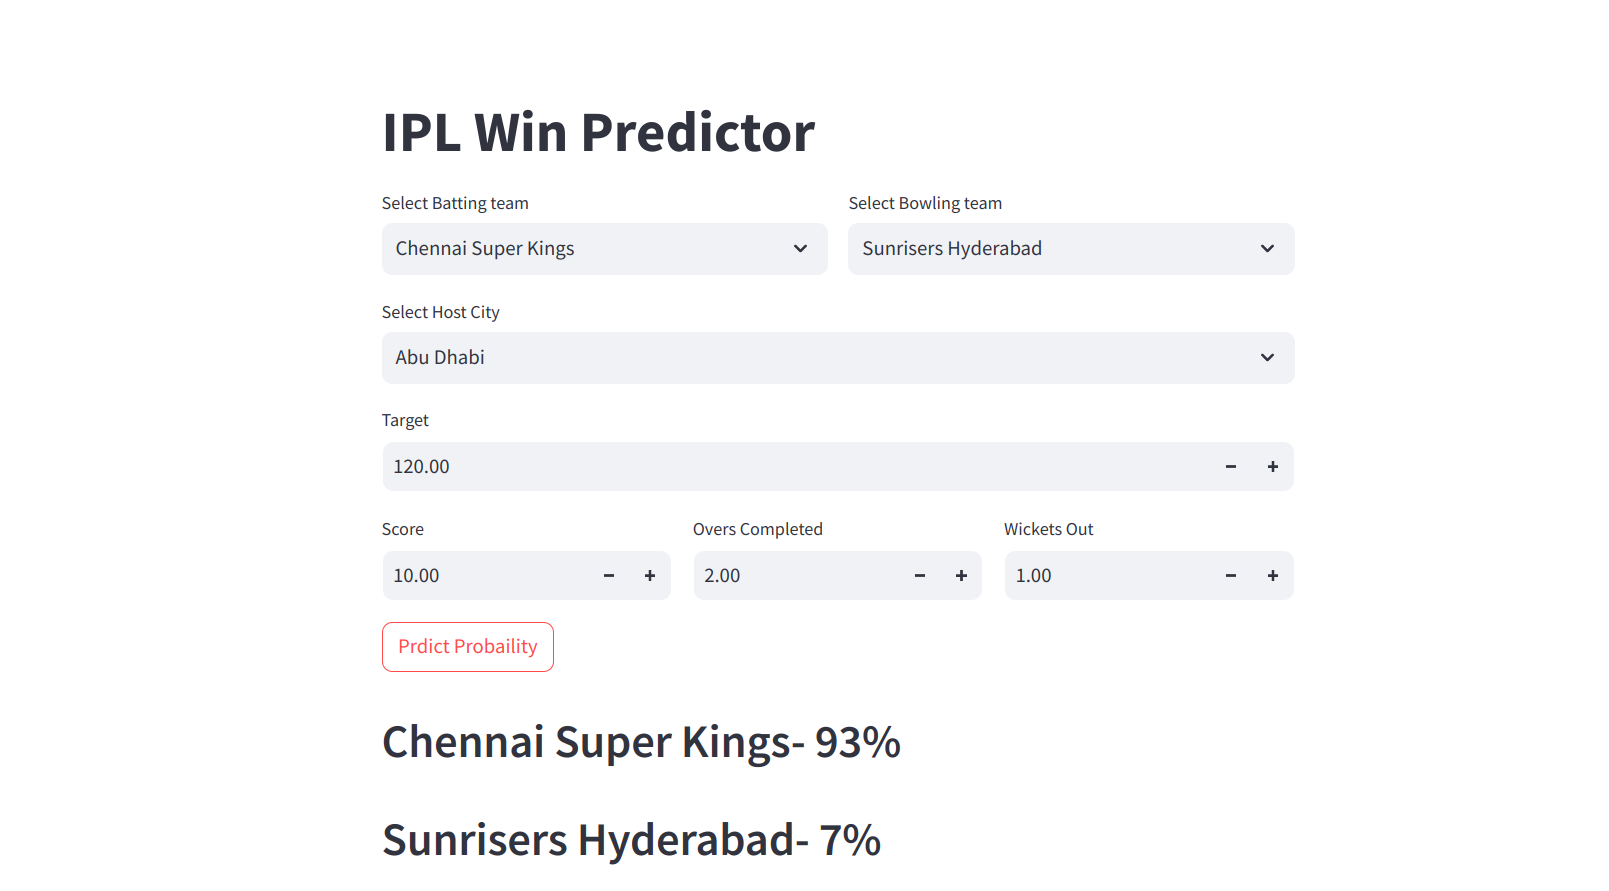 IPL Win Predictor
Select Batting team
Select Bowling team
Chennai Super Kings
Sunrisers Hyderabad
Select Host City
Abu Dhabi
Target
120.00
Score
Overs Completed
Wickets Out
10.00
2.00
1.00
Prdict Probaility
Chennai Super Kings- 93%
Sunrisers Hyderabad- 7%